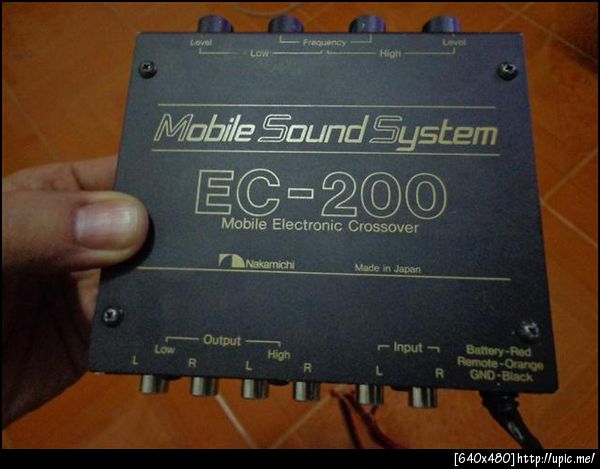 Level
Frequency
Level
Low
High
Mobile Sound System
EC-200
Mobile Electronic Crossover
Nakamichi
Made in Japan
Output
Low
High
Input
L R L R L R
Battery-Red
Remote-Orange
GND-Black
[640x480]http://upic.me/